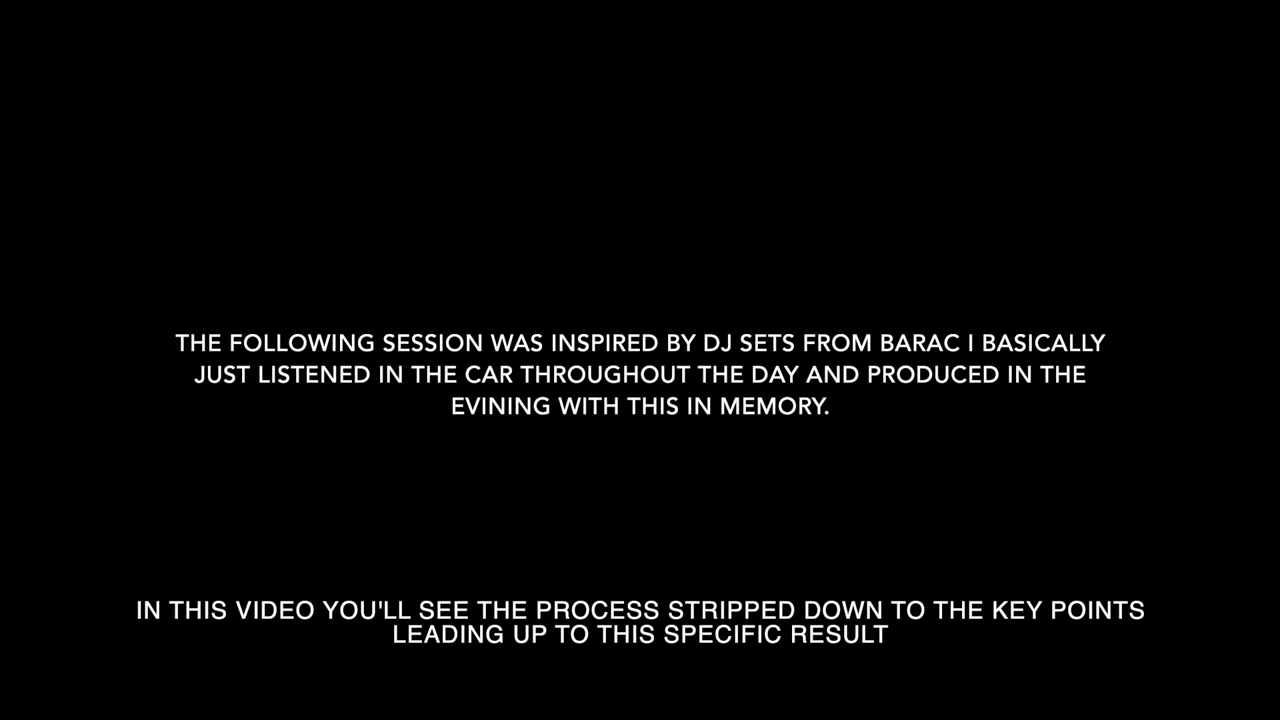 THE FOLLOWING SESSION WAS INSPIRED BY DJ SETS FROM BARAC I BASICALLY
JUST LISTENED IN THE CAR THROUGHOUT THE DAY AND PRODUCED IN THE
EVINING WITH THIS IN MEMORY.
IN THIS VIDEO YOU'LL SEE THE PROCESS STRIPPED DOWN TO THE KEY POINTS
LEADING UP TO THIS SPECIFIC RESULT